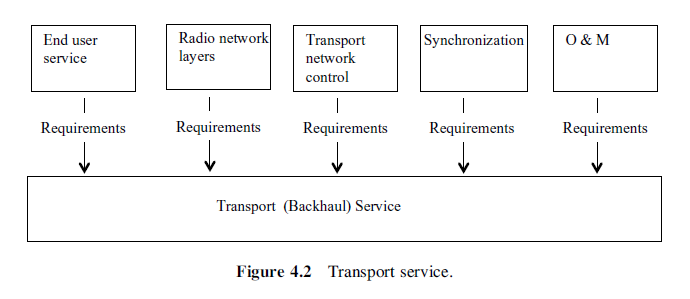 End user
service
Radio network
layers
Transport
network
control
Synchronization
O & M
Requirements
Requirements
Requirements
Requirements
Requirements
Transport (Backhaul) Service
Figure 4.2 Transport service.